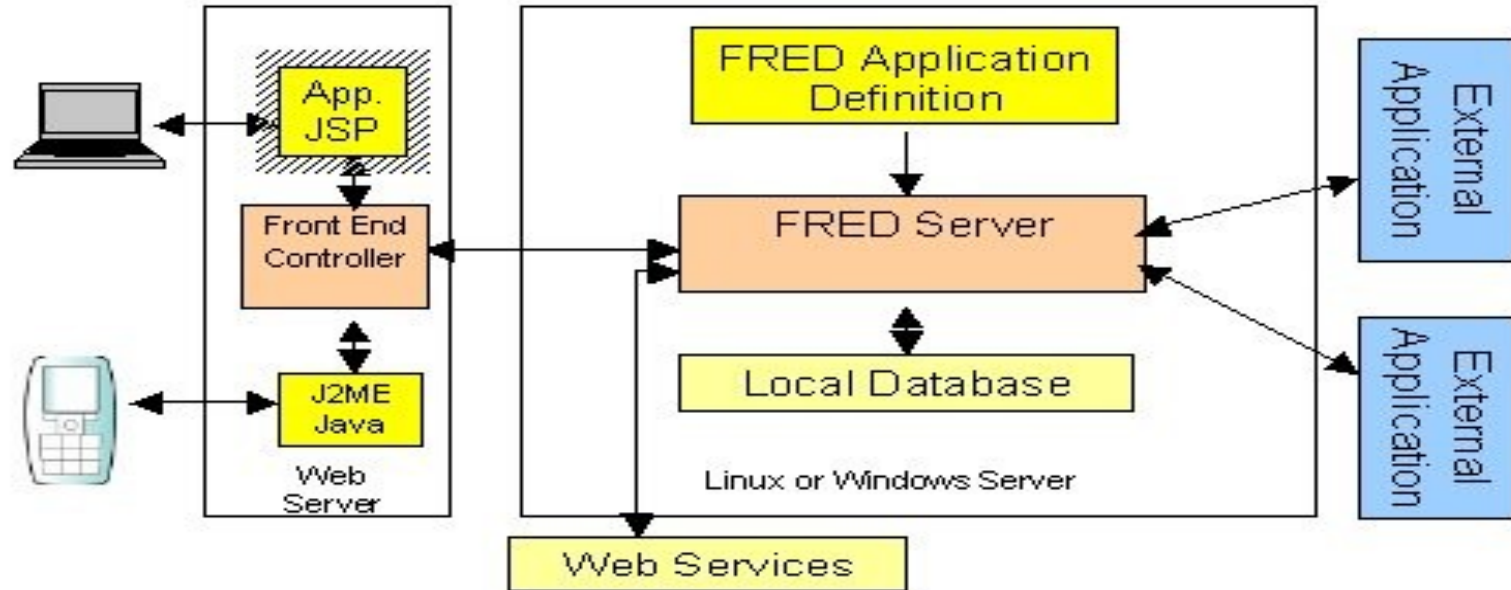 App.
JSP
Front End
Controller
J2ME
Java
Web
Server
FRED Application
Definition
FRED Server
Local Database
Linux or Windows Server
Web Services
External
Application
External
Application